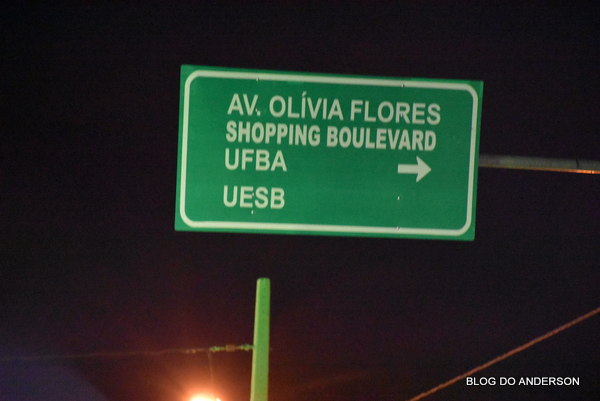 AV. OLÍVIA FLORES
SHOPPING BOULEVARD
UFBA
UESB
BLOG DO ANDERSON